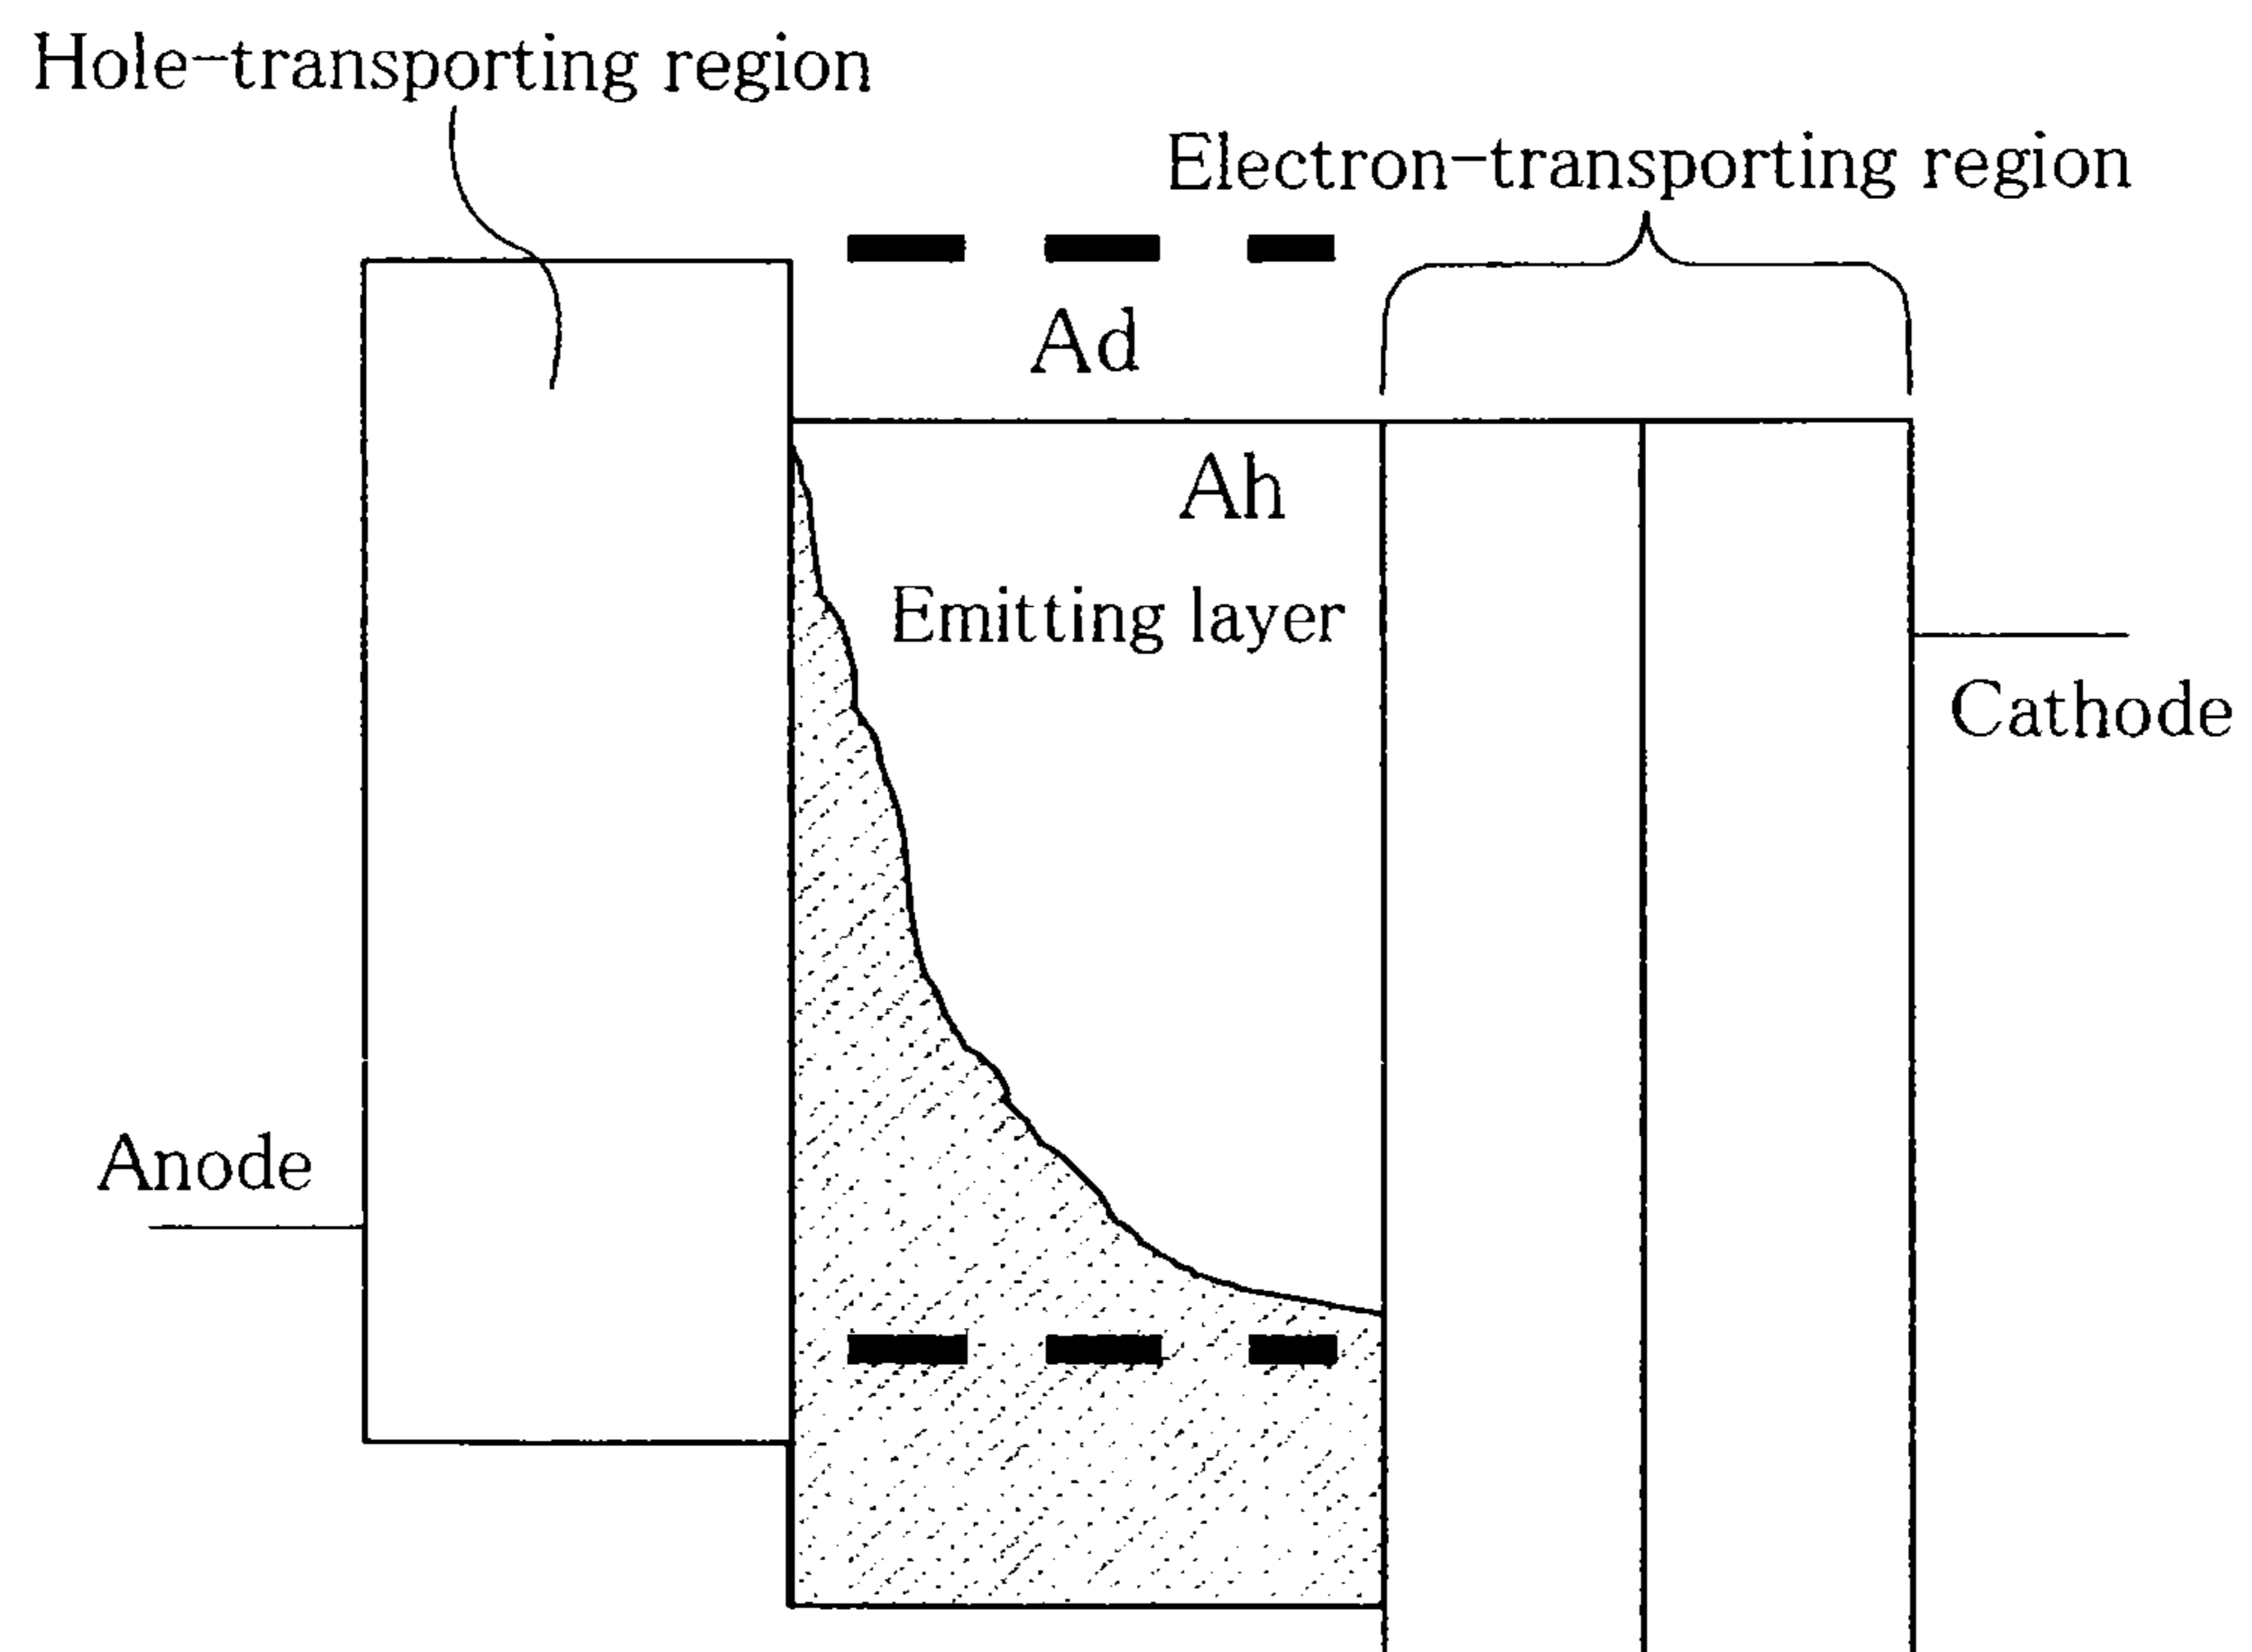 Hole-transporting region
Electron-transporting region
Ad
Ah
Emitting layer
Cathode
Anode